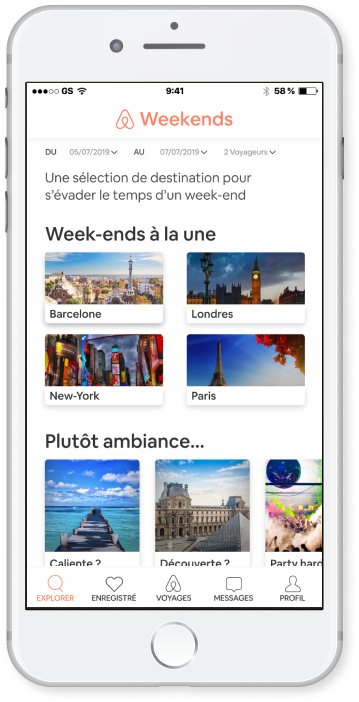 GS 9:41 58 %
Weekends
DU 05/07/2019 AU 07/07/2019 2 Voyageurs
Une sélection de destination pour
s’évader le temps d’un week-end
Week-ends à la une
Barcelone Londres
New-York Paris
Plutôt ambiance...
Caliente ? Découverte ? Party hard
EXPLORER ENREGISTRÉ VOYAGES MESSAGES PROFIL